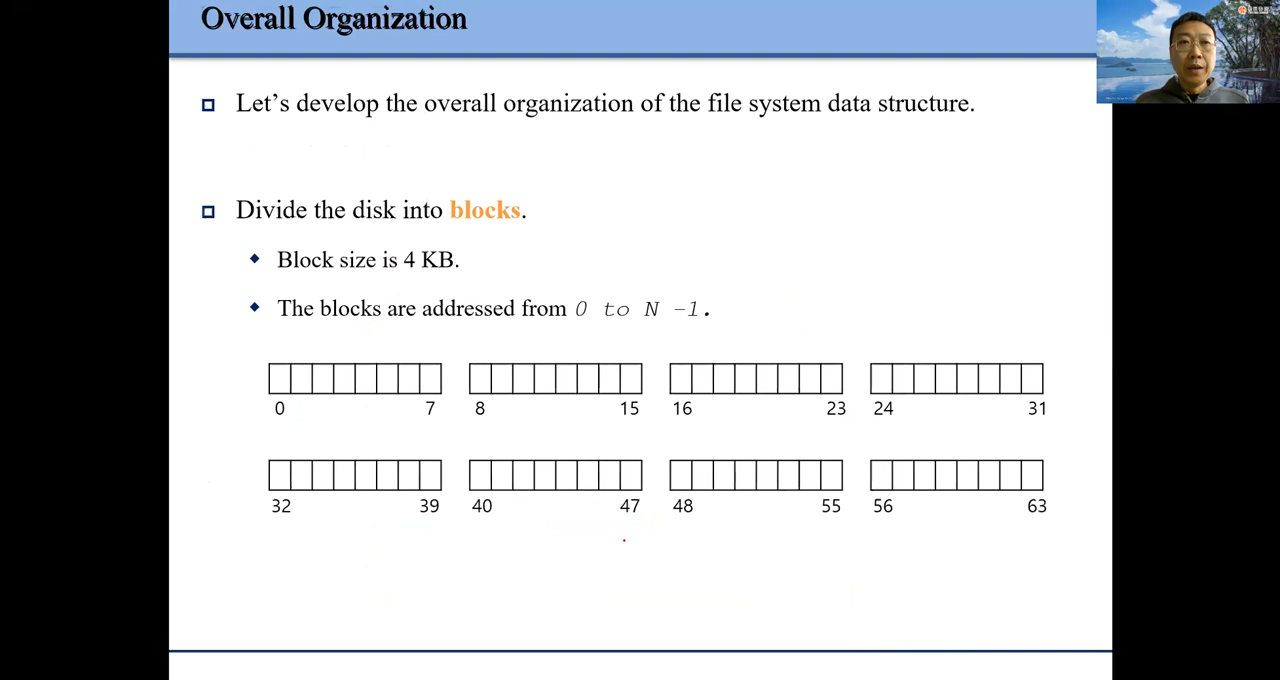 Overall Organization
Let's develop the overall organization of the file system data structure.
Divide the disk into blocks.
Block size is 4 KB.
The blocks are addressed from 0 to N -1.
0 7 8 15 16 23 24 31
32 39 40 47 48 55 56 63